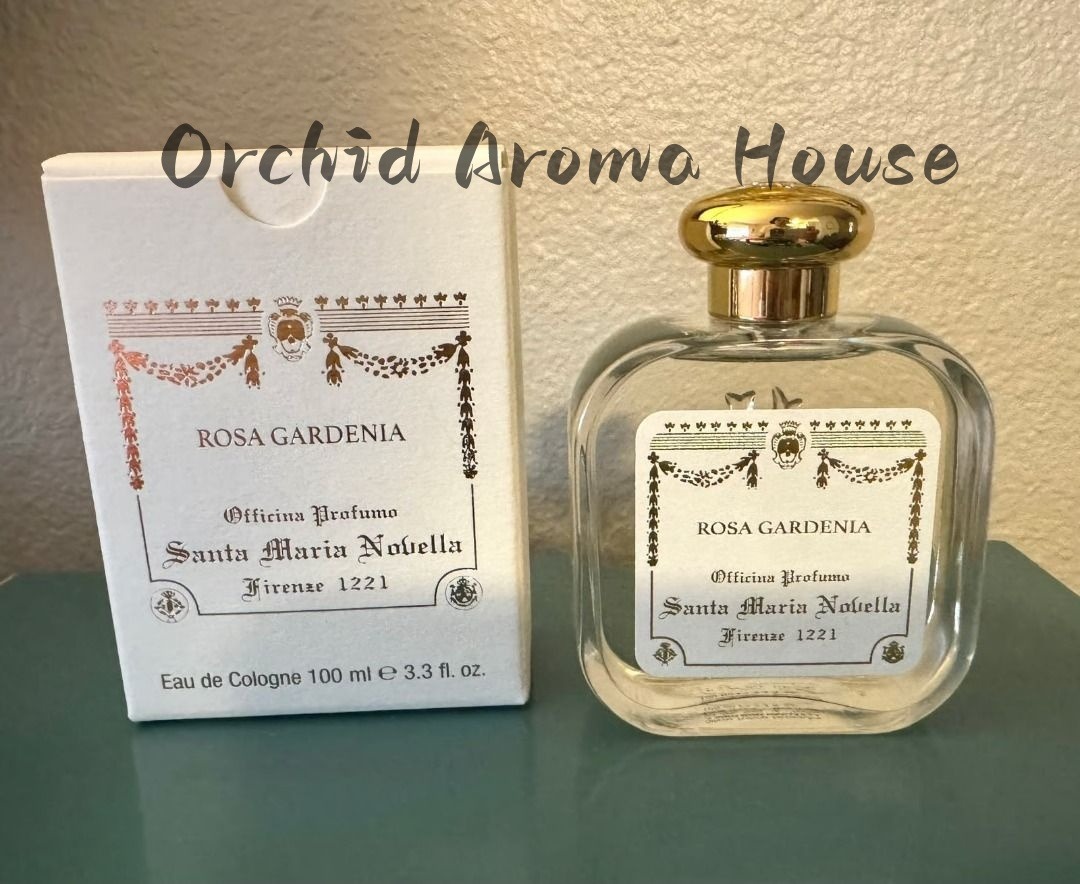 Orchid Aroma House
ROSA GARDENIA
Officina Profumo
Santa Maria Novella
Firenze 1221
Eau de Cologne 100 ml ℮ 3.3 fl. oz.
ROSA GARDENIA
Officina Profumo
Santa Maria Novella
Firenze 1221